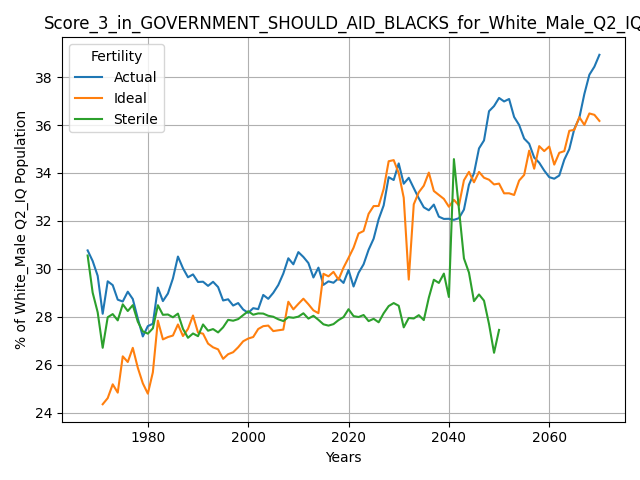 Score_3_in_GOVERNMENT_SHOULD_AID_BLACKS_for_White_Male_Q2_IQ
Fertility
Actual
Ideal
Sterile
% of White_Male Q2_IQ Population
38
36
34
32
30
28
26
24
1980 2000 2020 2040 2060
Years